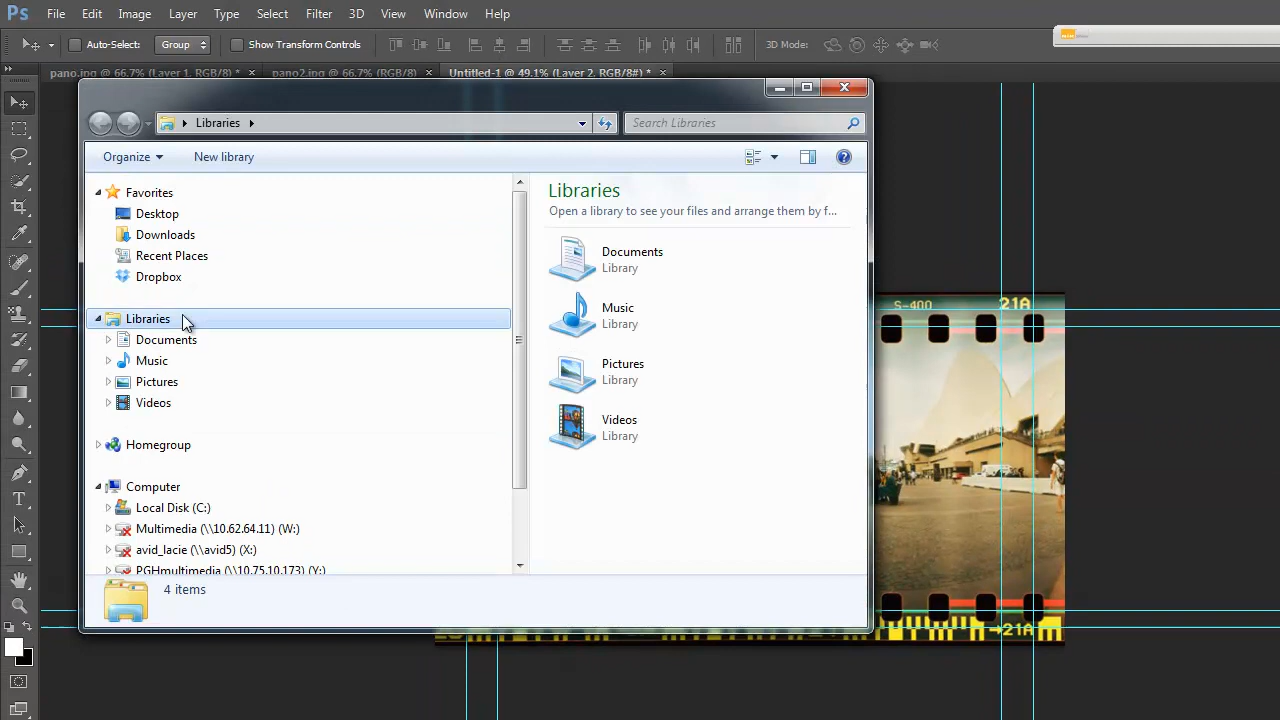 Ps File Edit Image Layer Type Select Filter 3D View Window Help
Auto-Select: Group Show Transform Controls 3D Mode:
pano.jpg @ 66.7% (Layer 1, RGB/8) * × pano2.jpg @ 66.7% (RGB/8) × Untitled-1 @ 49.1% (Layer 2, RGB/8#) * ×
Libraries
Search Libraries
Organize New library
Favorites
Desktop
Downloads
Recent Places
Dropbox
Libraries
Documents
Music
Pictures
Videos
Homegroup
Computer
Local Disk (C:)
Multimedia (\\10.62.64.11) (W:)
avid_lacie (\\avid5) (X:)
PGHmultimedia (\\10.75.10.173) (Y:)
4 items
Libraries
Open a library to see your files and arrange them by f...
Documents
Library
Music
Library
Pictures
Library
Videos
Library
S-400 21A
→21A